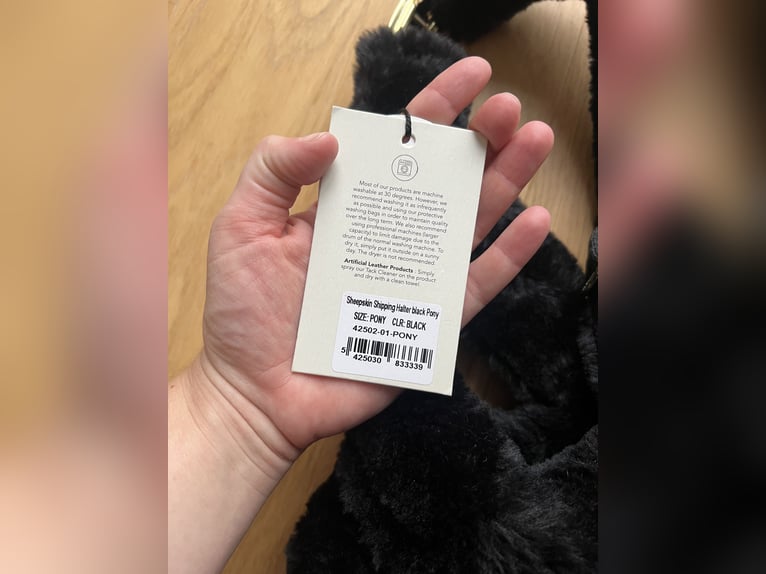 Most of our products are machine
washable at 30 degrees. However, we
recommend washing it as infrequently
as possible and using our protective
washing bags in order to maintain quality
over the long term. We also recommend
using professional machines (larger
capacity) to limit damage due to the
drum of the normal washing machine. To
dry it, simply put it outside on a sunny
day. The dryer is not recommended.
Artificial Leather Products : Simply
spray our Tack Cleaner on the product
and dry with a clean towel.
Sheepskin Shipping Halter black Pony
SIZE: PONY CLR: BLACK
42502-01-PONY
5 425030 833339